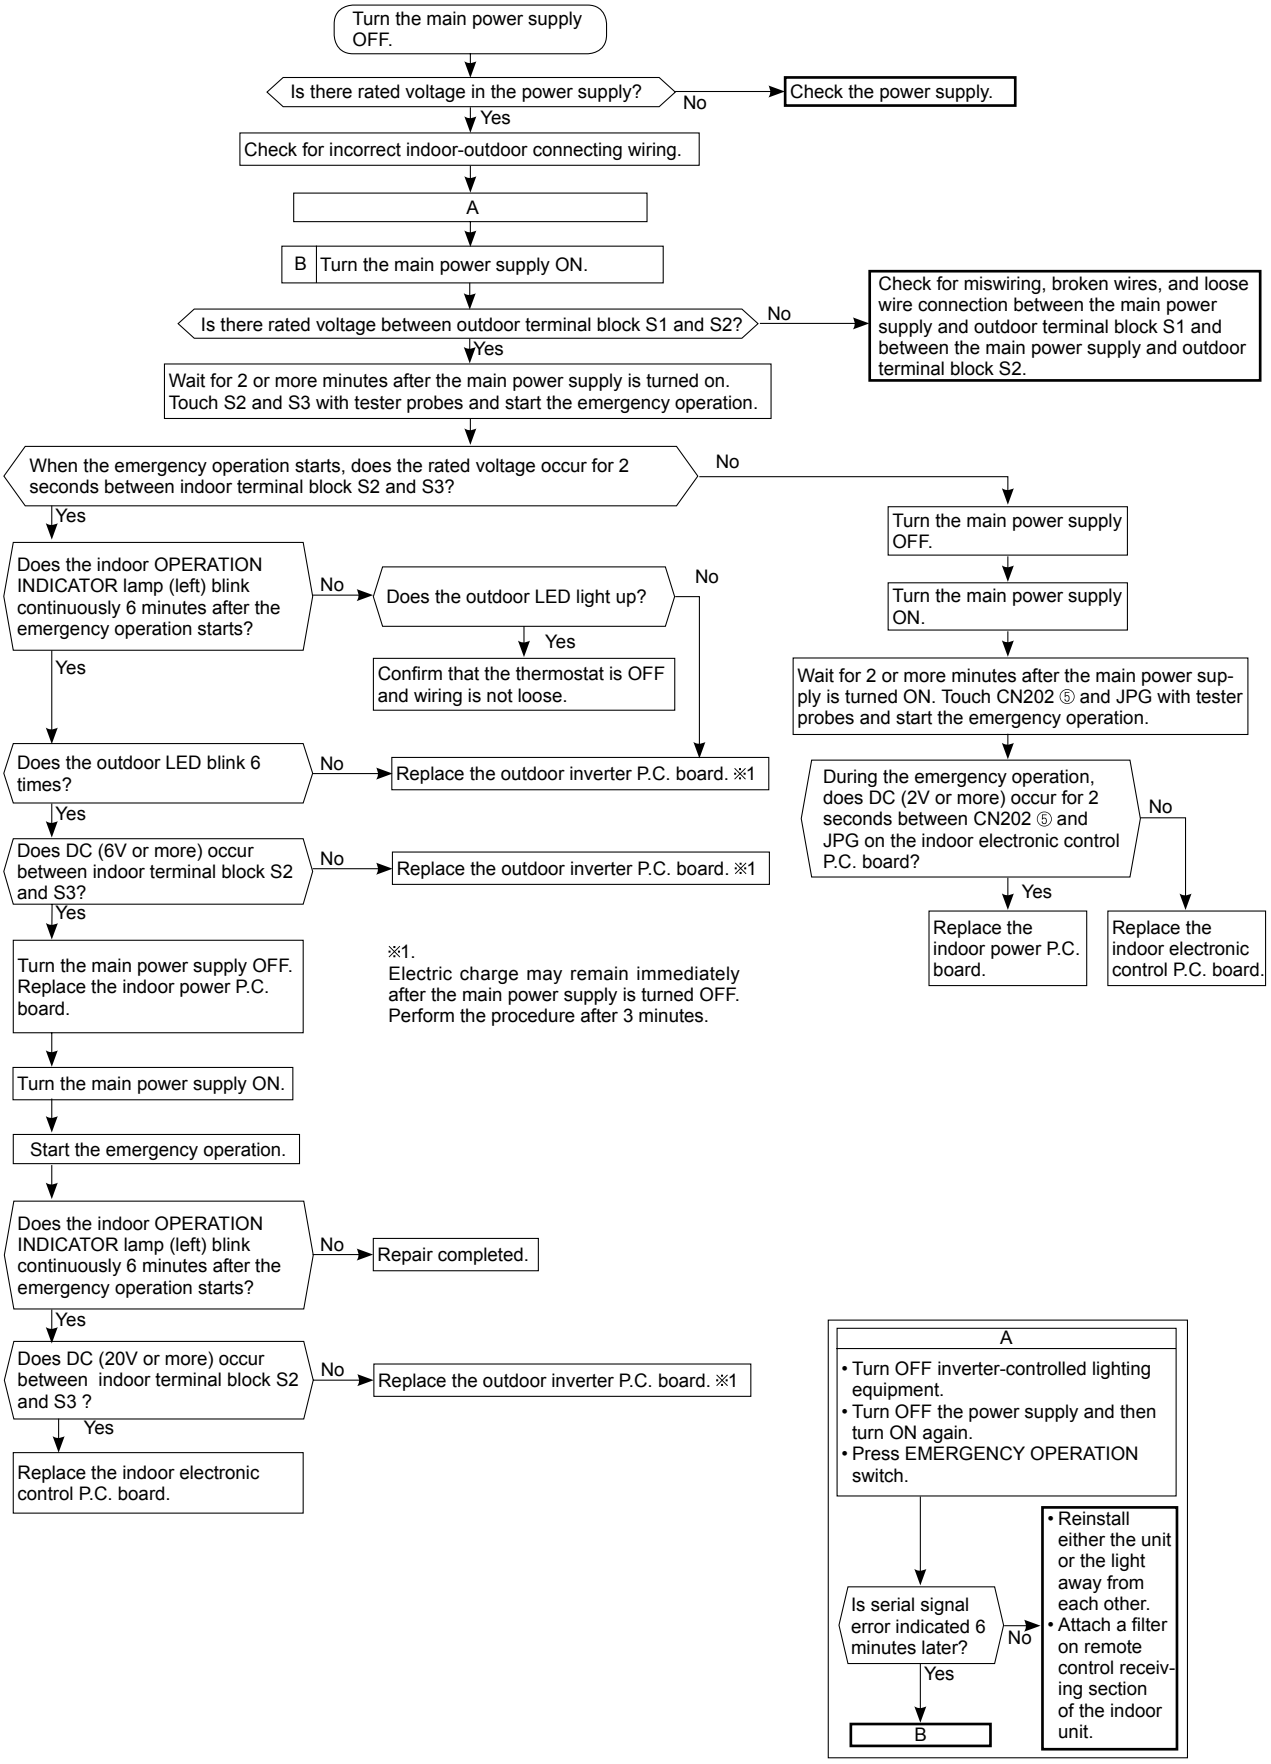 Turn the main power supply
OFF.
Is there rated voltage in the power supply?
No
Check the power supply.
Yes
Check for incorrect indoor-outdoor connecting wiring.
A
B
Turn the main power supply ON.
Is there rated voltage between outdoor terminal block S1 and S2?
No
Check for miswiring, broken wires, and loose
wire connection between the main power
supply and outdoor terminal block S1 and
between the main power supply and outdoor
terminal block S2.
Yes
Wait for 2 or more minutes after the main power supply is turned on.
Touch S2 and S3 with tester probes and start the emergency operation.
When the emergency operation starts, does the rated voltage occur for 2
seconds between indoor terminal block S2 and S3?
No
Yes
Turn the main power supply
OFF.
Turn the main power supply
ON.
Wait for 2 or more minutes after the main power sup-
ply is turned ON. Touch CN202 ⑤ and JPG with tester
probes and start the emergency operation.
During the emergency operation,
does DC (2V or more) occur for 2
seconds between CN202 ⑤ and
JPG on the indoor electronic control
P.C. board?
No
Yes
Replace the
indoor power P.C.
board.
Replace the
indoor electronic
control P.C. board.
Does the indoor OPERATION
INDICATOR lamp (left) blink
continuously 6 minutes after the
emergency operation starts?
No
Does the outdoor LED light up?
No
Yes
Confirm that the thermostat is OFF
and wiring is not loose.
Yes
Does the outdoor LED blink 6
times?
No
Replace the outdoor inverter P.C. board. ※1
Yes
Does DC (6V or more) occur
between indoor terminal block S2
and S3?
No
Replace the outdoor inverter P.C. board. ※1
Yes
Turn the main power supply OFF.
Replace the indoor power P.C.
board.
※1.
Electric charge may remain immediately
after the main power supply is turned OFF.
Perform the procedure after 3 minutes.
Turn the main power supply ON.
Start the emergency operation.
Does the indoor OPERATION
INDICATOR lamp (left) blink
continuously 6 minutes after the
emergency operation starts?
No
Repair completed.
Yes
Does DC (20V or more) occur
between indoor terminal block S2
and S3 ?
No
Replace the outdoor inverter P.C. board. ※1
Yes
Replace the indoor electronic
control P.C. board.
A
• Turn OFF inverter-controlled lighting
equipment.
• Turn OFF the power supply and then
turn ON again.
• Press EMERGENCY OPERATION
switch.
Is serial signal
error indicated 6
minutes later?
No
• Reinstall
either the unit
or the light
away from
each other.
• Attach a filter
on remote
control receiv-
ing section
of the indoor
unit.
Yes
B